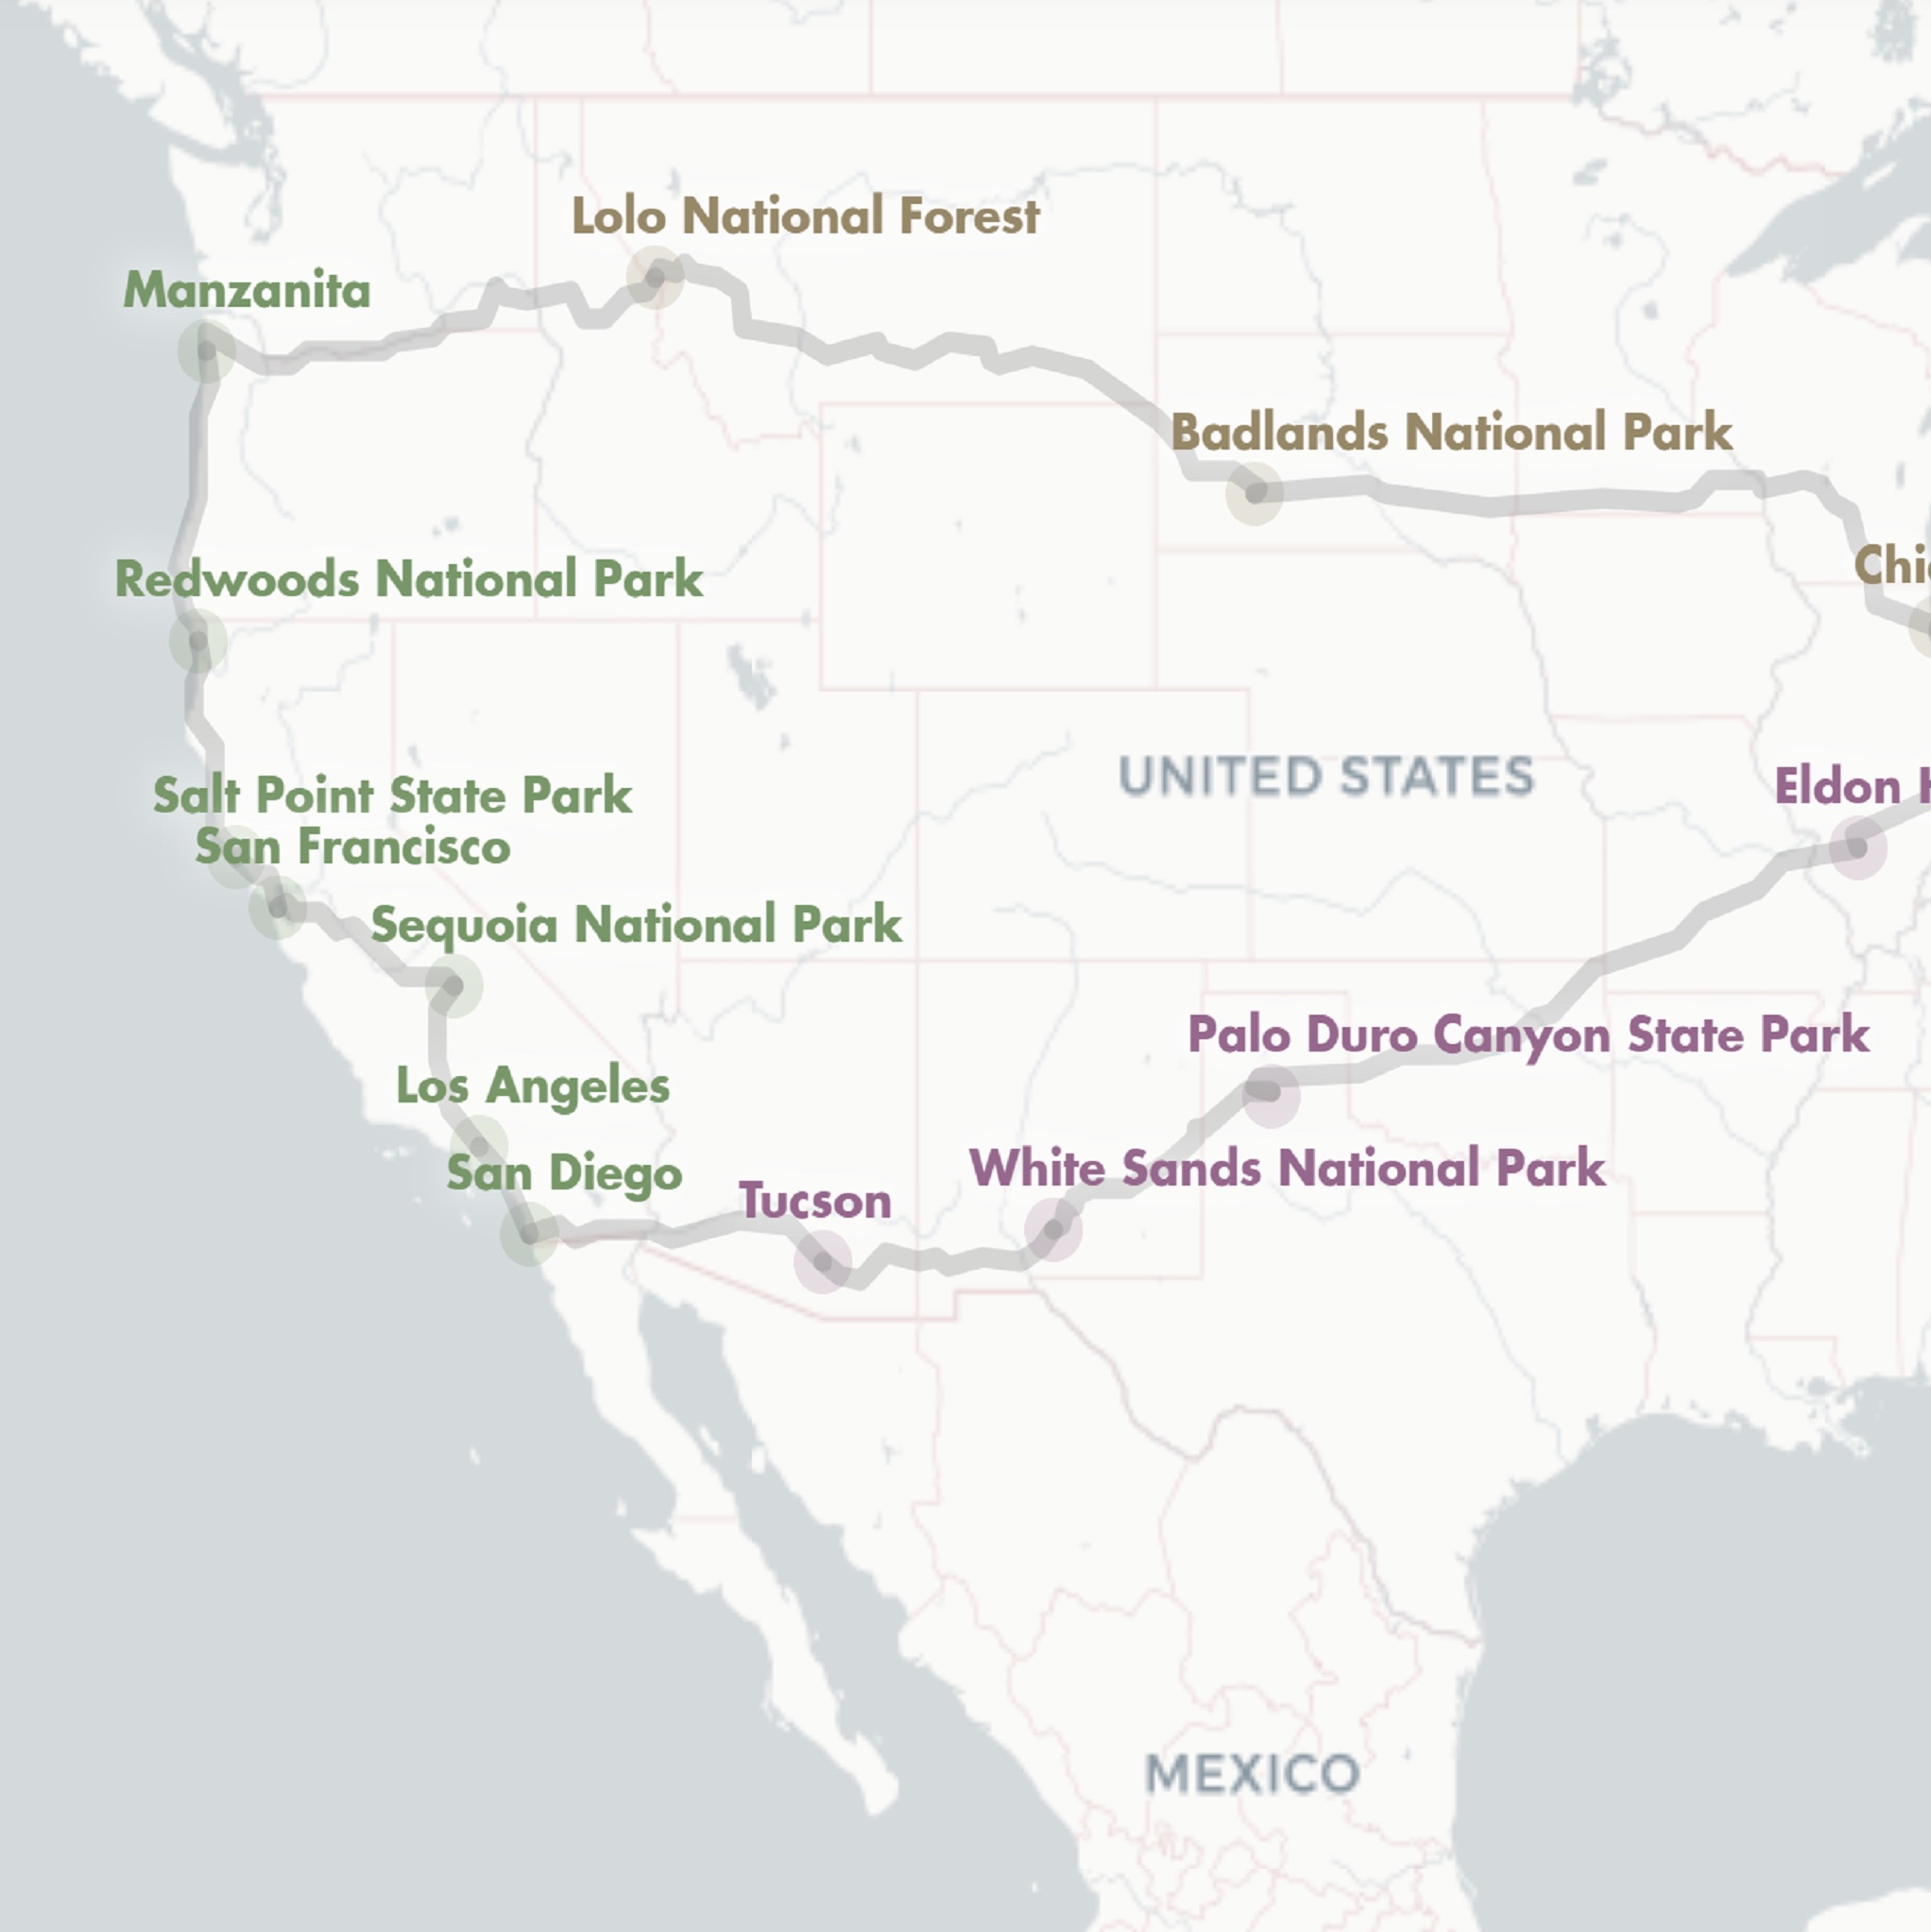 Lolo National Forest
Manzanita
Badlands National Park
Chi
Redwoods National Park
UNITED STATES
Eldon
Salt Point State Park
San Francisco
Sequoia National Park
Palo Duro Canyon State Park
Los Angeles
White Sands National Park
San Diego
Tucson
MEXICO